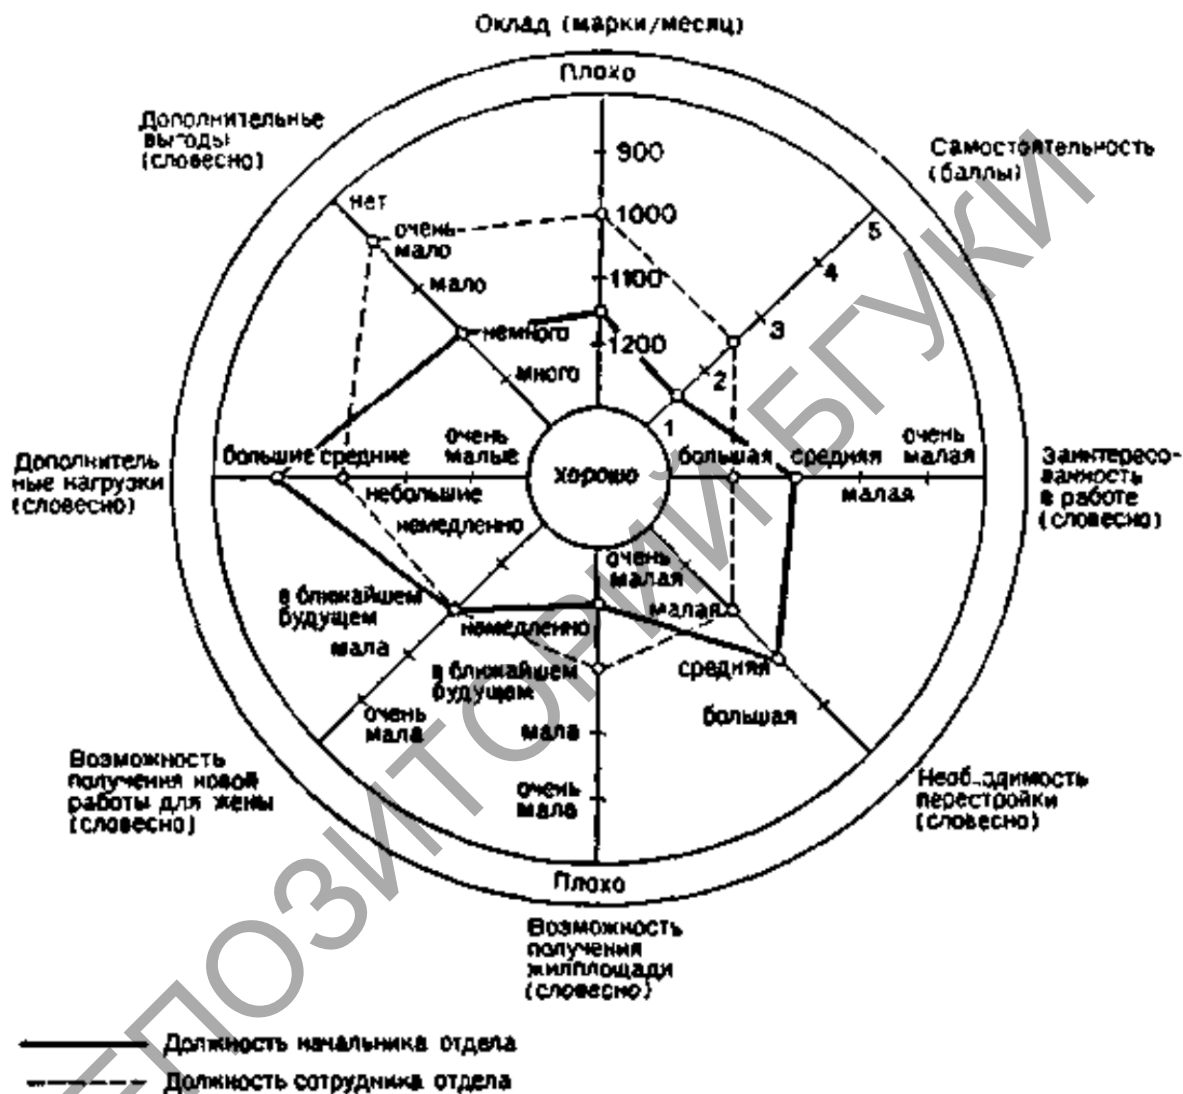 Оклад (марки/месяц)
Плохо
Дополнительные
выгоды
(словесно)
Самостоятельность
(баллы)
нет
очень
мало
мало
немного
много
900
1000
1100
1200
5
4
3
2
1
Дополнитель
ные нагрузки
(словесно)
большие
средние
очень
малые
небольшие
хорошо
большая
средняя
очень
малая
малая
Заинтересо-
ванность
в работе
(словесно)
немедленно
в ближайшем
будущем
мала
очень
мала
очень
малая
малая
средняя
большая
немедленно
в ближайшем
будущем
мала
очень
мала
Возможность
получения новой
работы для жены
(словесно)
перестройки
(словесно)
Плохо
Возможность
получения
жилплощади
(словесно)
Должность начальника отдела
Должность сотрудника отдела
ЕПОЗИТОРИЙ БГУКИ